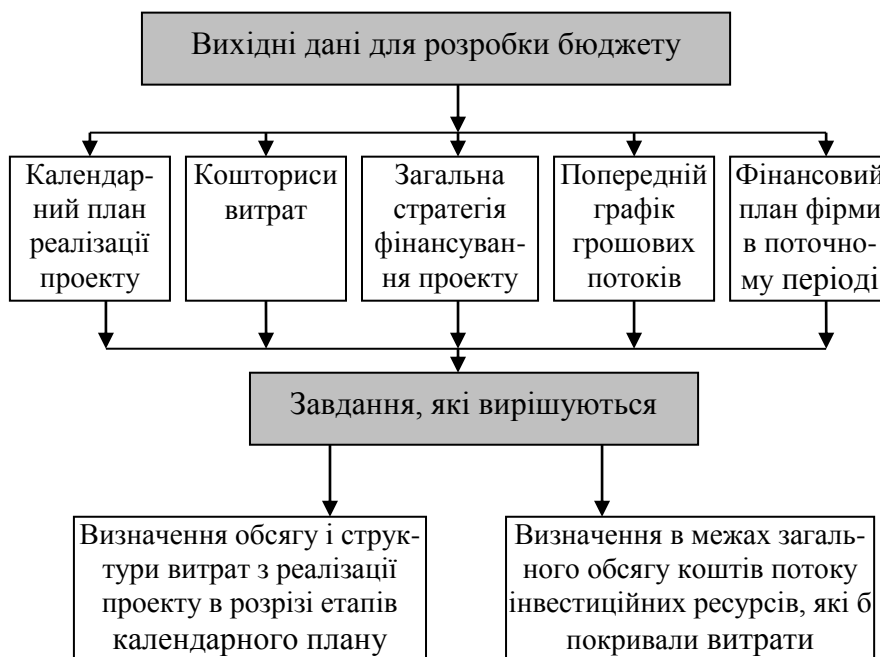 Вихідні дані для розробки бюджету
Календар-
ний план
реалізації
проекту
Кошториси
витрат
Загальна
стратегія
фінансуван-
ня проекту
Попередній
графік
грошових
потоків
Фінансовий
план фірми
в поточно-
му періоді
Завдання, які вирішуються
Визначення обсягу і струк-
тури витрат з реалізації
проекту в розрізі етапів
календарного плану
Визначення в межах загаль-
ного обсягу коштів потоку
інвестиційних ресурсів, які б
покривали витрати